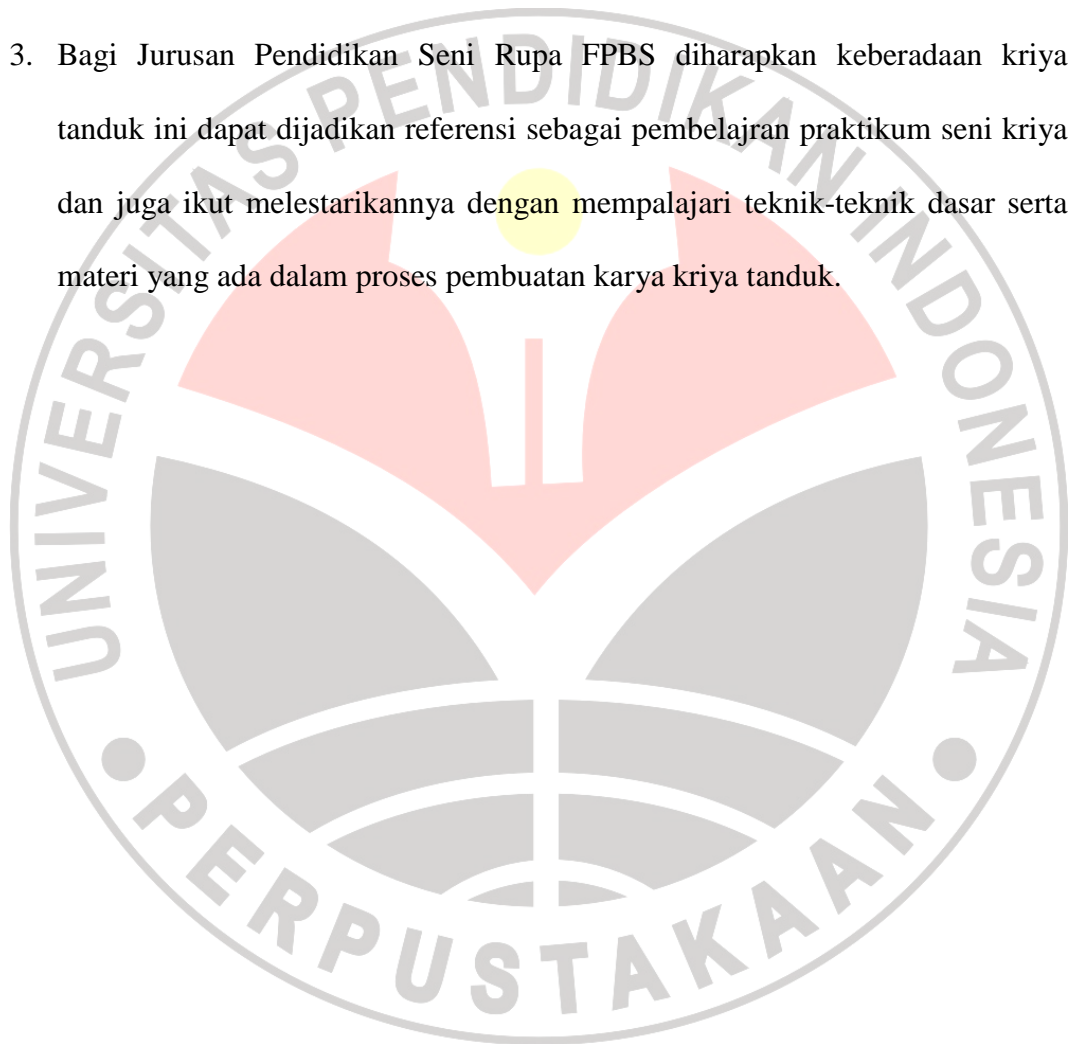 3. Bagi Jurusan Pendidikan Seni Rupa FPBS diharapkan keberadaan kriya
tanduk ini dapat dijadikan referensi sebagai pembelajran praktikum seni kriya
dan juga ikut melestarikannya dengan mempalajari teknik-teknik dasar serta
materi yang ada dalam proses pembuatan karya kriya tanduk.
UNIVERSITAS PENDIDIKAN INDONESIA
PERPUSTAKAAN